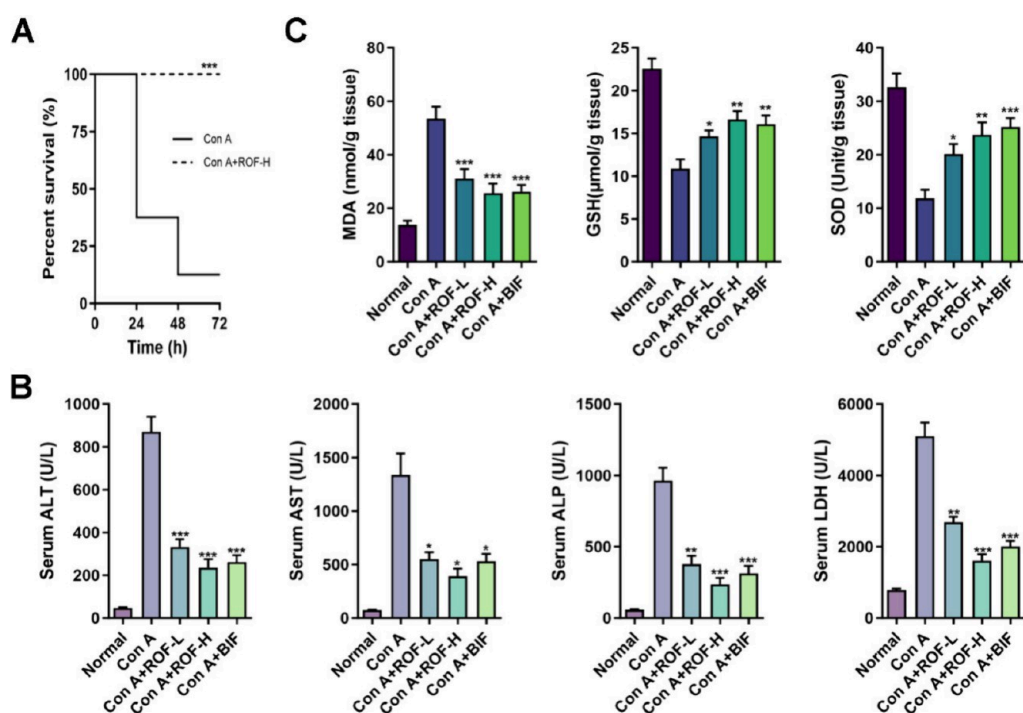 A
Percent survival (%)
100
75
50
25
0
0 24 48 72
Time (h)
***
Con A
Con A+ROF-H
C
MDA (nmol/g tissue)
80
60
40
20
0
*** *** ***
Normal
Con A
Con A+ROF-L
Con A+ROF-H
Con A+BIF
GSH(μmol/g tissue)
25
20
15
10
5
0
* ** **
Normal
Con A
Con A+ROF-L
Con A+ROF-H
Con A+BIF
SOD (Unit/g tissue)
40
30
20
10
0
* ** ***
Normal
Con A
Con A+ROF-L
Con A+ROF-H
Con A+BIF
B
Serum ALT (U/L)
1000
800
600
400
200
0
*** *** ***
Normal
Con A
Con A+ROF-L
Con A+ROF-H
Con A+BIF
Serum AST (U/L)
2000
1500
1000
500
0
* * *
Normal
Con A
Con A+ROF-L
Con A+ROF-H
Con A+BIF
Serum ALP (U/L)
1500
1000
500
0
** *** ***
Normal
Con A
Con A+ROF-L
Con A+ROF-H
Con A+BIF
Serum LDH (U/L)
6000
4000
2000
0
** *** ***
Normal
Con A
Con A+ROF-L
Con A+ROF-H
Con A+BIF